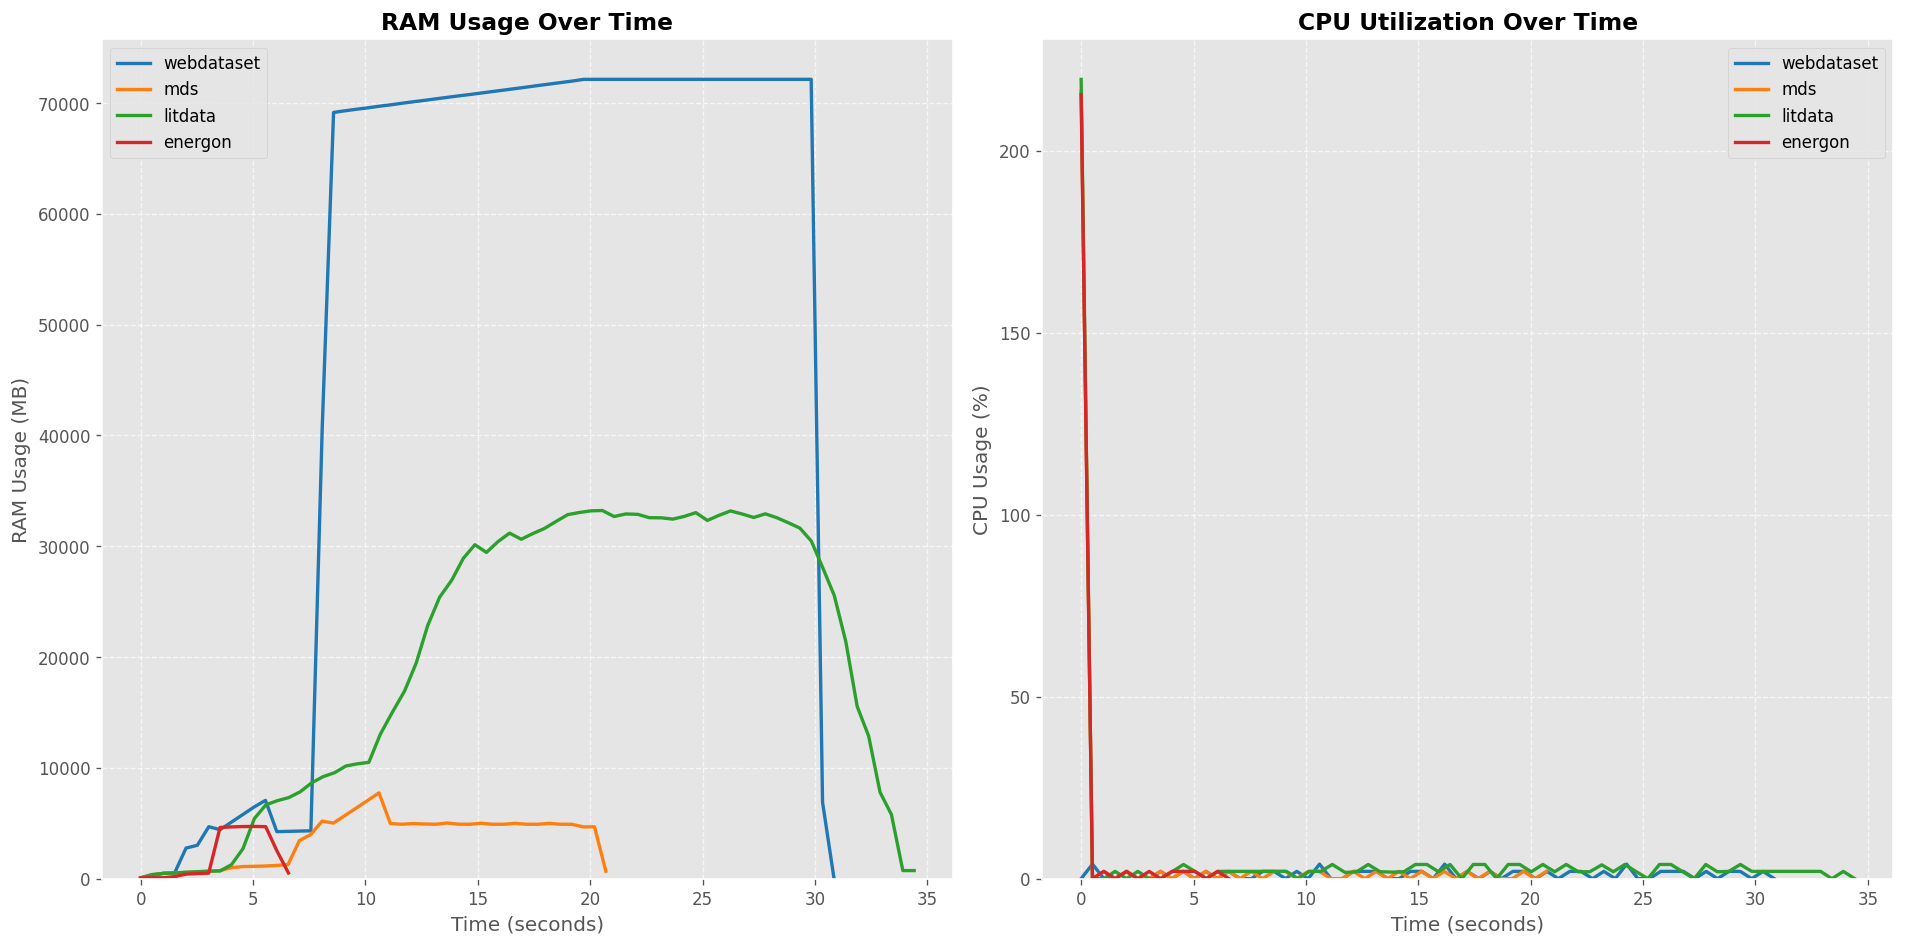 RAM Usage Over Time
webdataset
mds
litdata
energon
70000
60000
50000
40000
30000
20000
10000
0
RAM Usage (MB)
0 5 10 15 20 25 30 35
Time (seconds)
CPU Utilization Over Time
webdataset
mds
litdata
energon
200
150
100
50
0
CPU Usage (%)
0 5 10 15 20 25 30 35
Time (seconds)